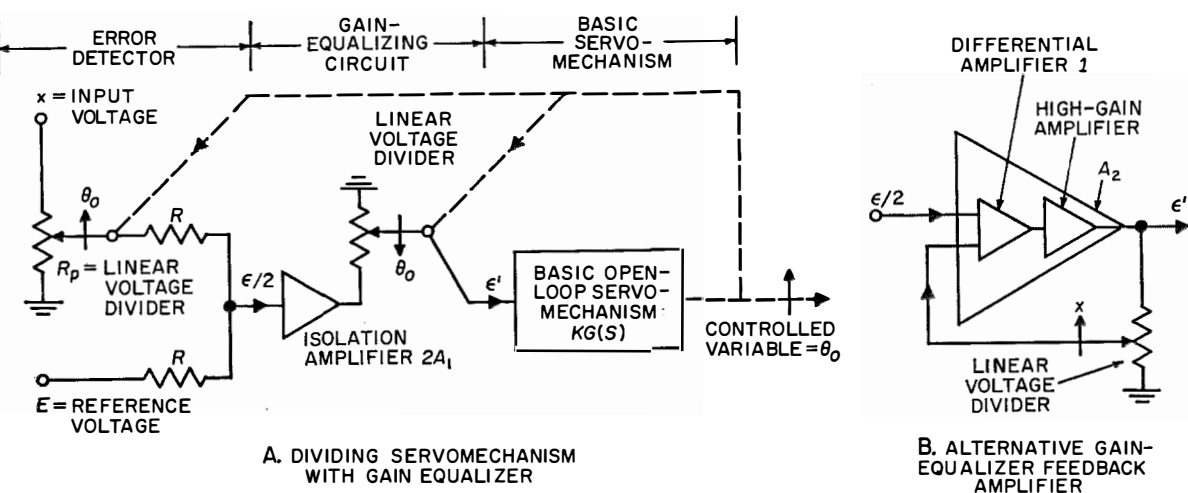 ERROR
DETECTOR
GAIN-
EQUALIZING
CIRCUIT
BASIC
SERVO-
MECHANISM
x = INPUT
VOLTAGE
LINEAR
VOLTAGE
DIVIDER
θo
R
Rp = LINEAR
VOLTAGE
DIVIDER
ϵ/2
ISOLATION
AMPLIFIER 2A1
θo
ϵ'
BASIC OPEN-
LOOP SERVO-
MECHANISM
KG(S)
CONTROLLED
VARIABLE = θo
R
E = REFERENCE
VOLTAGE
A. DIVIDING SERVOMECHANISM
WITH GAIN EQUALIZER
DIFFERENTIAL
AMPLIFIER 1
HIGH-GAIN
AMPLIFIER
A2
ϵ/2
ϵ'
x
LINEAR
VOLTAGE
DIVIDER
B. ALTERNATIVE GAIN-
EQUALIZER FEEDBACK
AMPLIFIER